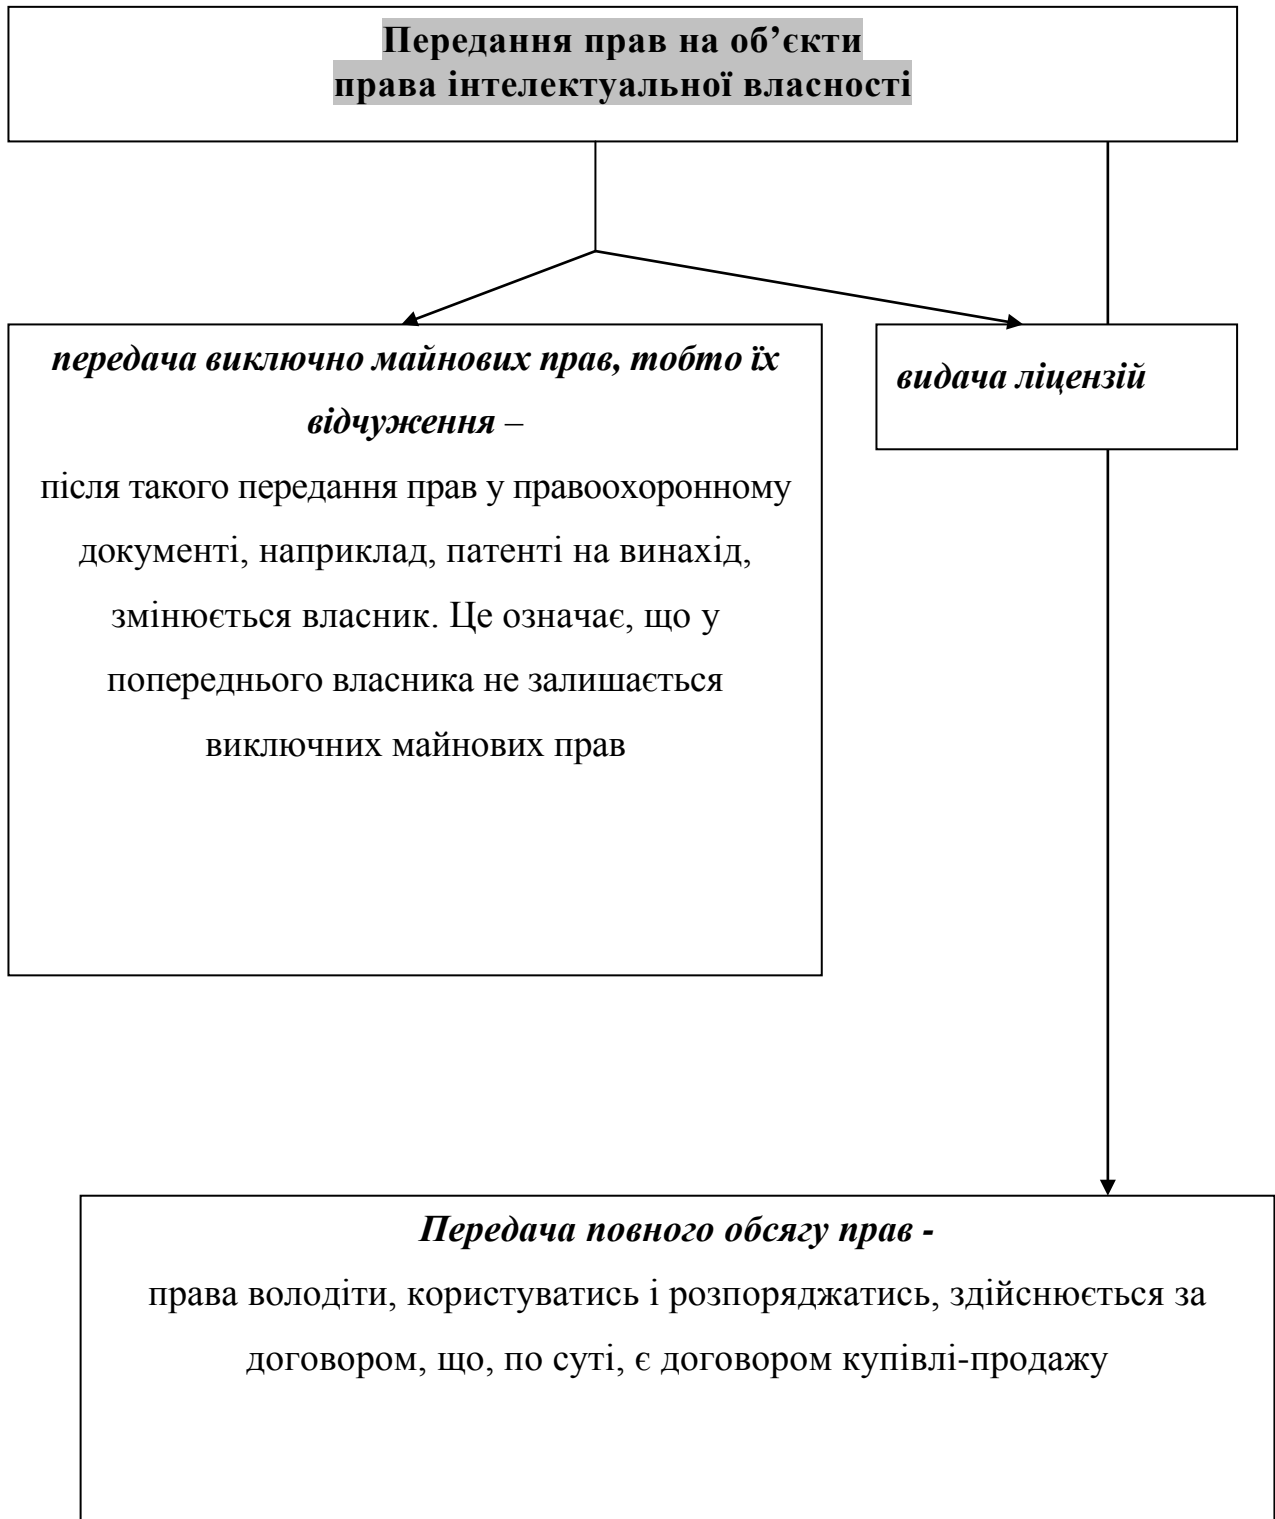 Передання прав на об’єкти
права інтелектуальної власності
передача виключно майнових прав, тобто їх
відчуження –
після такого передання прав у правоохоронному
документі, наприклад, патенті на винахід,
змінюється власник. Це означає, що у
попереднього власника не залишається
виключних майнових прав
видача ліцензій
Передача повного обсягу прав -
права володіти, користуватись і розпоряджатись, здійснюється за
договором, що, по суті, є договором купівлі-продажу